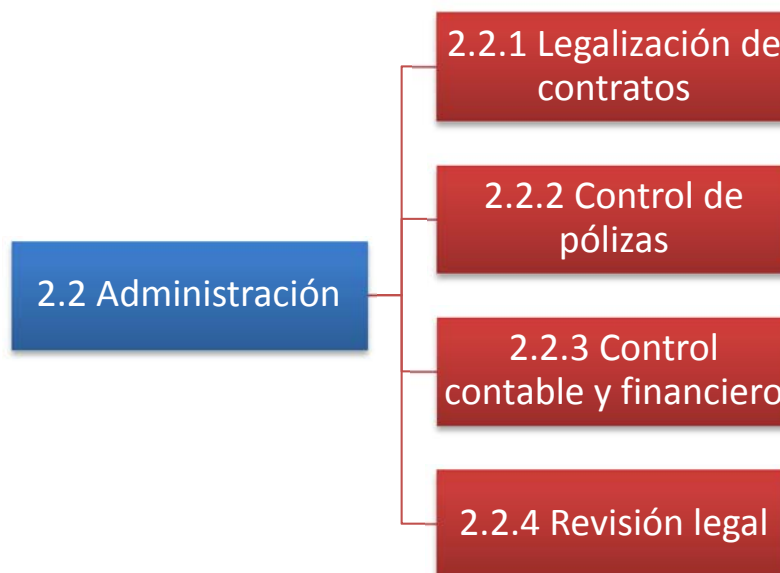 2.2.1 Legalización de
contratos
2.2.2 Control de
pólizas
2.2 Administración
2.2.3 Control
contable y financiero
2.2.4 Revisión legal